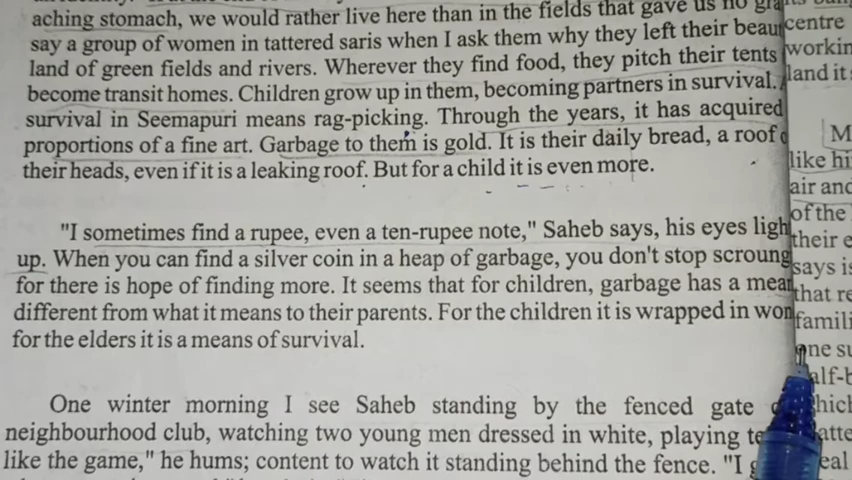 aching stomach, we would rather live here than in the fields that gave us no
say a group of women in tattered saris when I ask them why they left their
land of green fields and rivers. Wherever they find food, they pitch their tents
become transit homes. Children grow up in them, becoming partners in survival.
survival in Seemapuri means rag-picking. Through the years, it has acquired
proportions of a fine art. Garbage to them is gold. It is their daily bread, a roof
their heads, even if it is a leaking roof. But for a child it is even more.
"I sometimes find a rupee, even a ten-rupee note," Saheb says, his eyes ligh
up. When you can find a silver coin in a heap of garbage, you don't stop scroung
for there is hope of finding more. It seems that for children, garbage has a mea
different from what it means to their parents. For the children it is wrapped in won
for the elders it is a means of survival.
One winter morning I see Saheb standing by the fenced gate
neighbourhood club, watching two young men dressed in white, playing te
like the game," he hums; content to watch it standing behind the fence. "I g
centre
workin
land it
M
like hi
air and
of the
their e
says is
that re
famili
one su
alf-b
hich
atte
eal